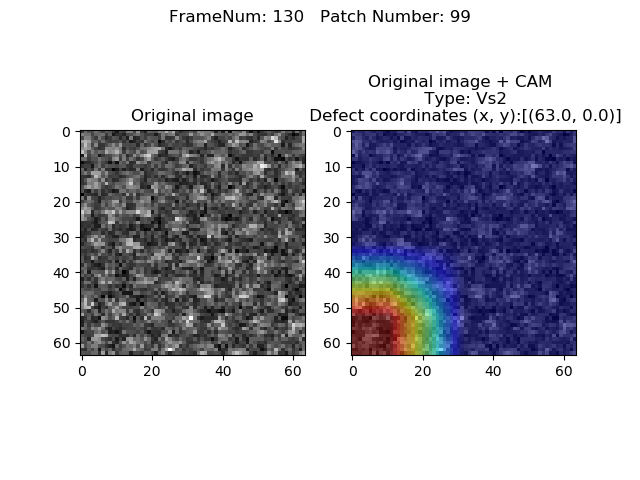 FrameNum: 130   Patch Number: 99
Original image
Original image + CAM
Type: Vs2
Defect coordinates (x, y):[(63.0, 0.0)]
0
10
20
30
40
50
60
0 20 40 60
0
10
20
30
40
50
60
0 20 40 60